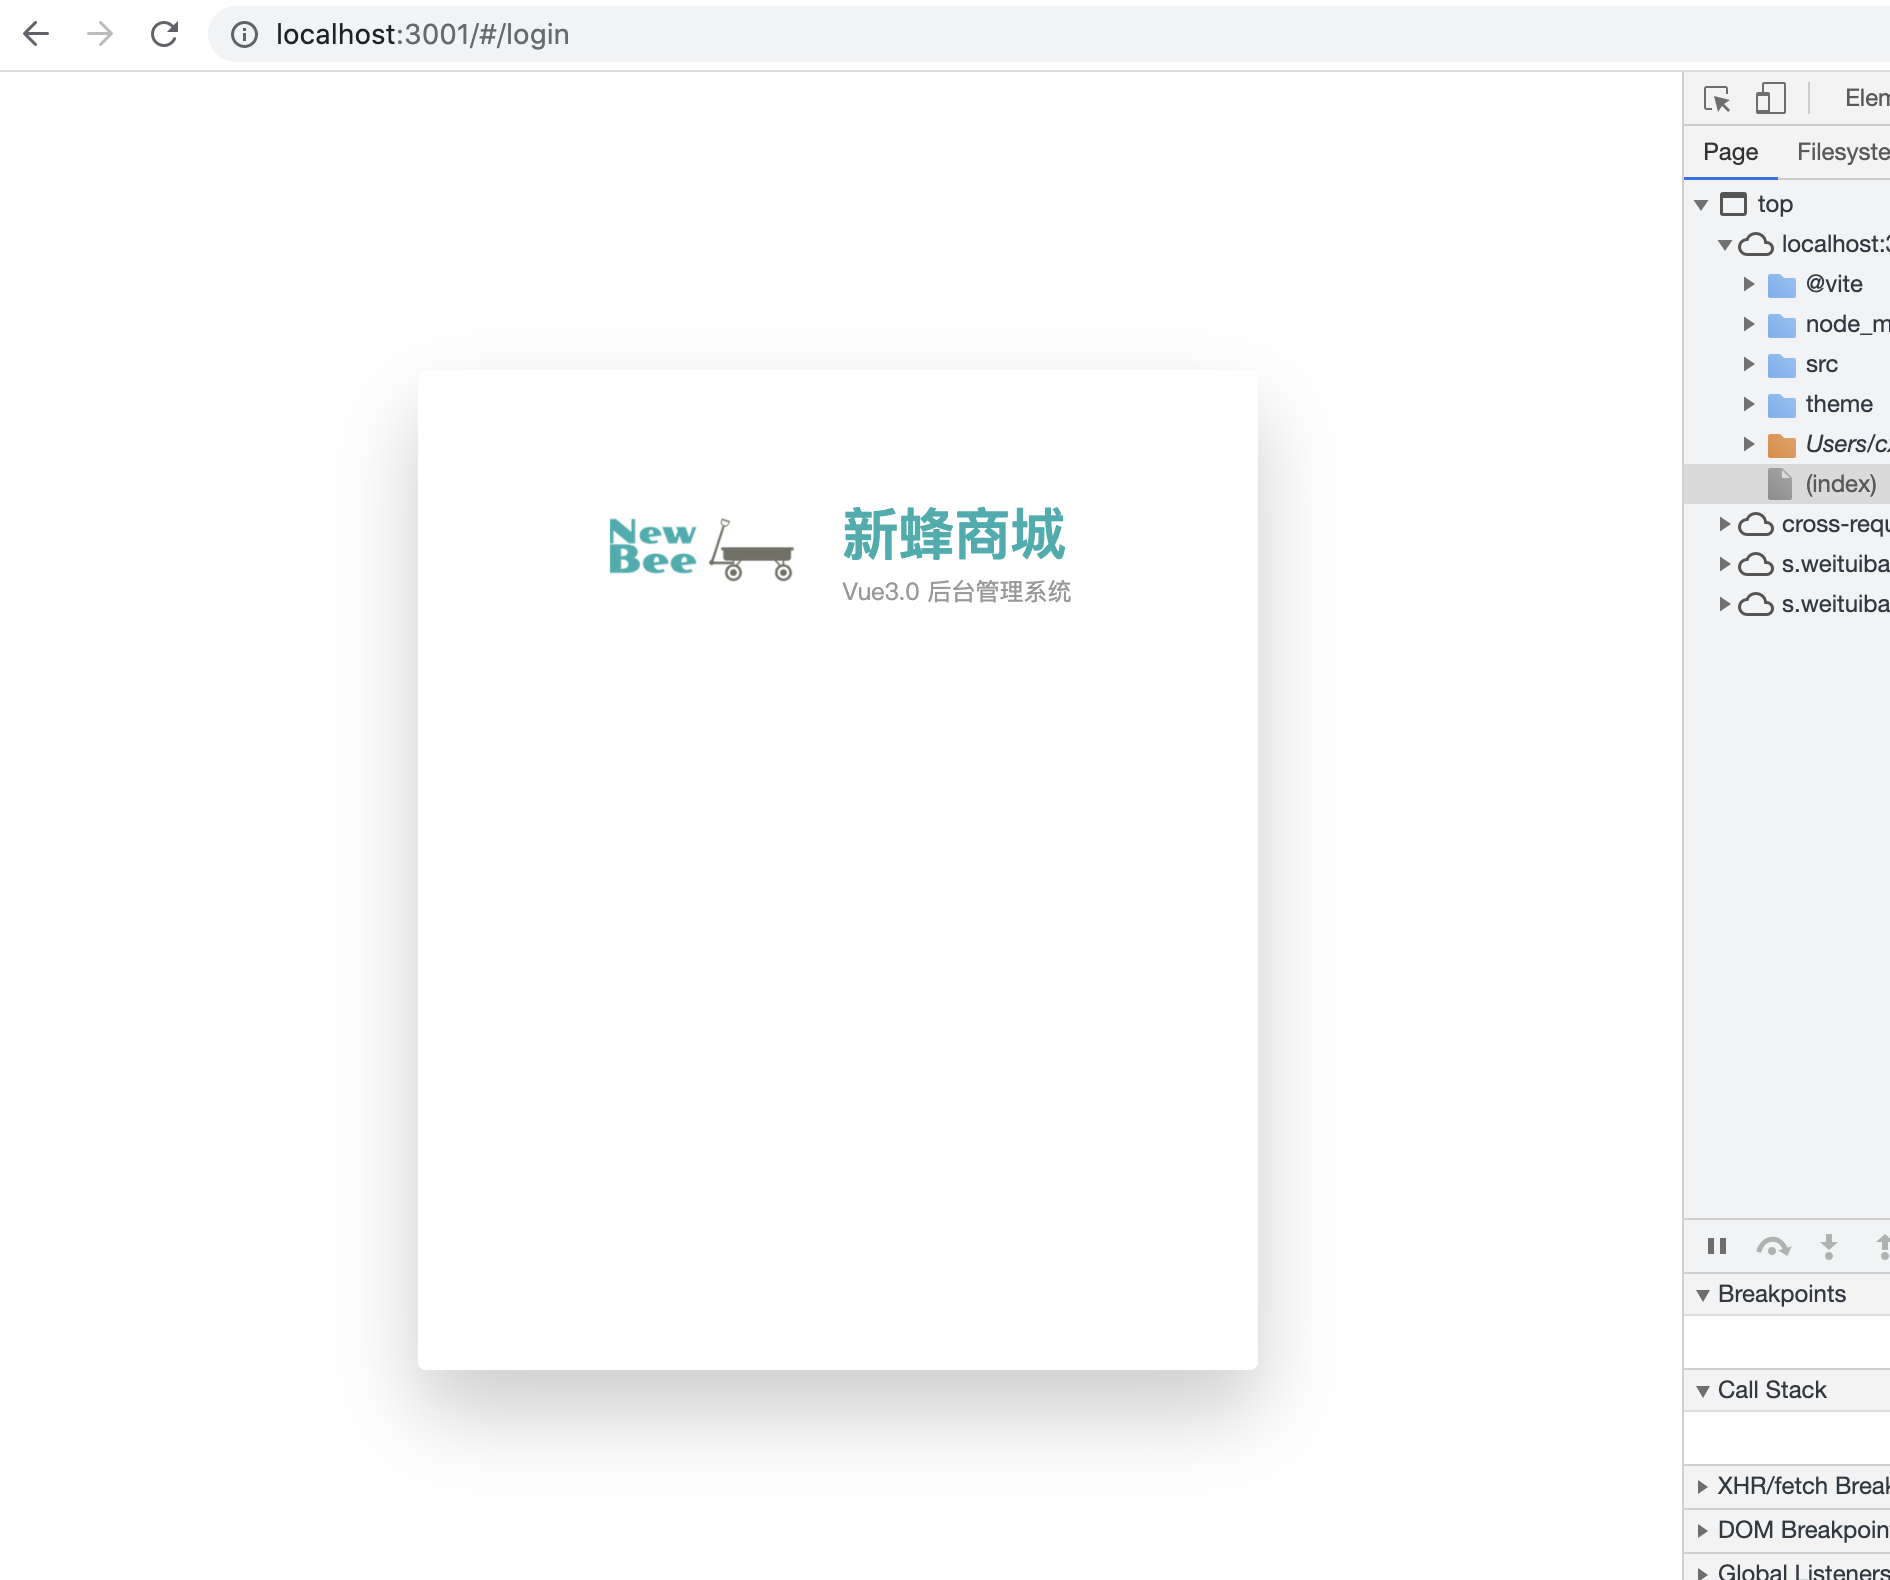 localhost:3001/#/login
Elem
Page Filesyste
top
localhost:3
@vite
node_m
src
theme
Users/c
(index)
cross-requ
s.weituiba
s.weituiba
New
Bee
新蜂商城
Vue3.0 后台管理系统
Breakpoints
Call Stack
XHR/fetch Break
DOM Breakpoin
Global Listeners